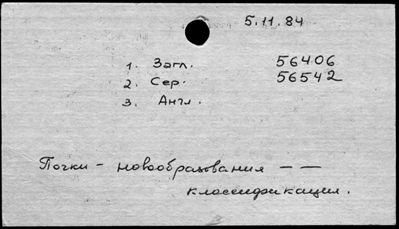 5.11.84
1. Загл. 56406
2. Сер. 56542
3. Англ.
Почки - новообразования — —
классификация.